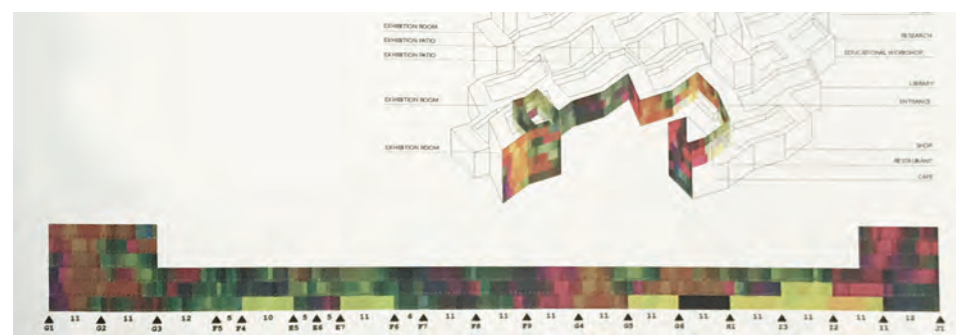 EXHIBITION ROOM
EXHIBITION PATIO
EXHIBITION PATIO
EXHIBITION ROOM
EXHIBITION ROOM
RESEARCH
EDUCATIONAL WORKSHOP
LIBRARY
ENTRANCE
SHOP
RESTAURANT
CAFE
11 11 12 5 10 5 5 11 6 11 11 11 11 11 11 11 11 11 11
G1 G2 G3 F5 F4 E5 E6 E7 F6 F7 F8 F9 G4 G5 G6 H1 I3 I2 J1